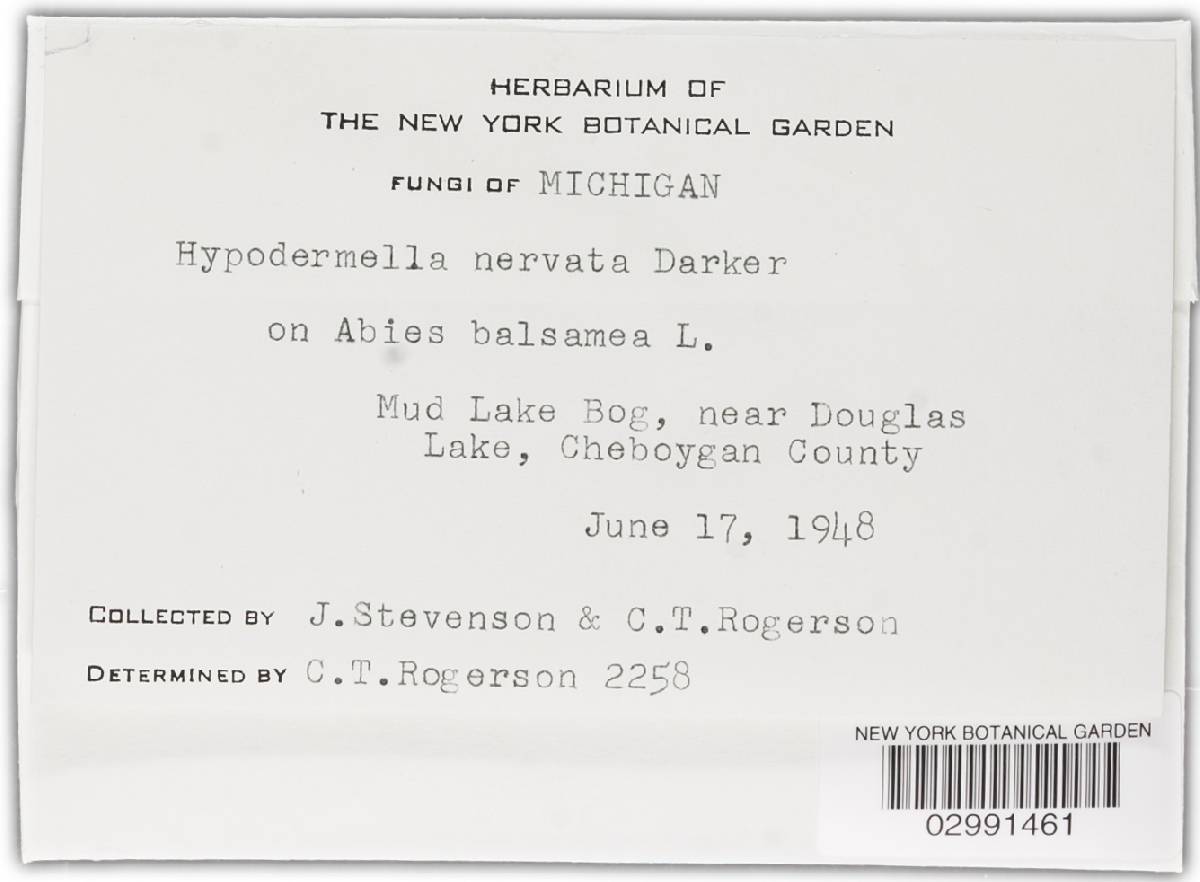 HERBARIUM OF
THE NEW YORK BOTANICAL GARDEN
FUNGI OF MICHIGAN
Hypodermella nervata Darker
on Abies balsamea L.
Mud Lake Bog, near Douglas
Lake, Cheboygan County
June 17, 1948
COLLECTED BY J.Stevenson & C.T.Rogerson
DETERMINED BY C.T.Rogerson 2258
NEW YORK BOTANICAL GARDEN
02991461